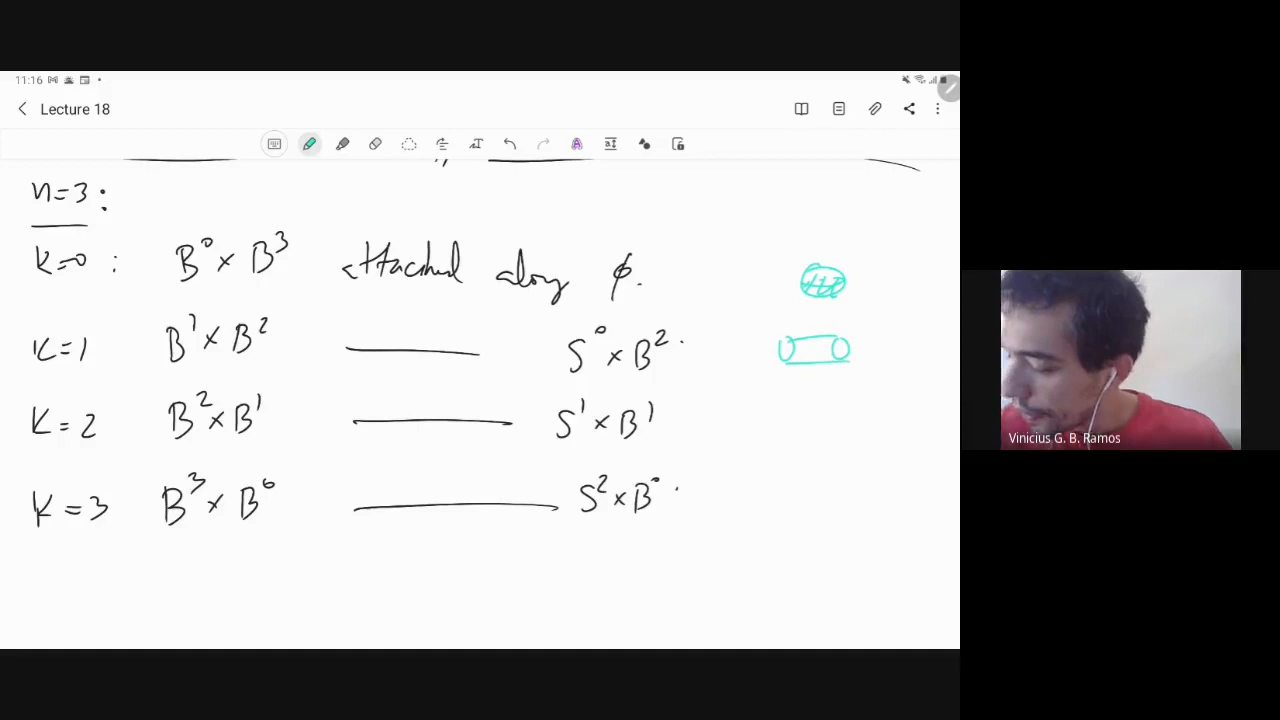 11:16
Lecture 18
n=3:
K=0: B⁰ × B³ attached along ϕ.
K=1 B¹ × B² ——— S⁰ × B².
K=2 B² × B¹ ——— S¹ × B¹
K=3 B³ × B⁰ ——— S² × B⁰.
Vinicius G. B. Ramos